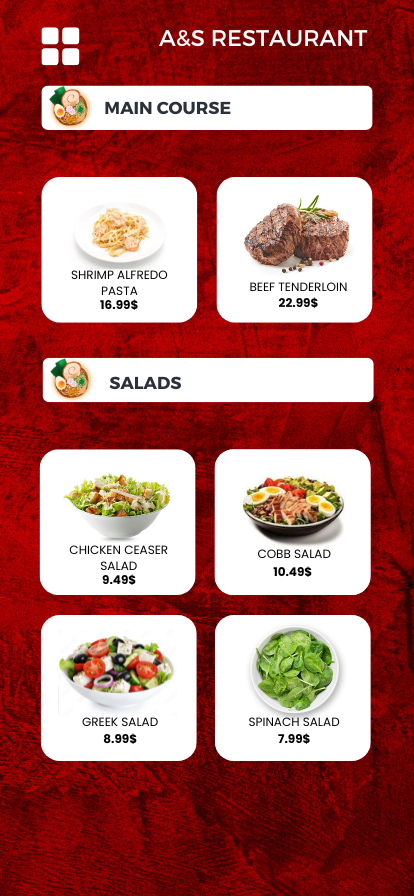 A&S RESTAURANT
MAIN COURSE
SHRIMP ALFREDO
PASTA
16.99$
BEEF TENDERLOIN
22.99$
SALADS
CHICKEN CEASER
SALAD
9.49$
COBB SALAD
10.49$
GREEK SALAD
8.99$
SPINACH SALAD
7.99$